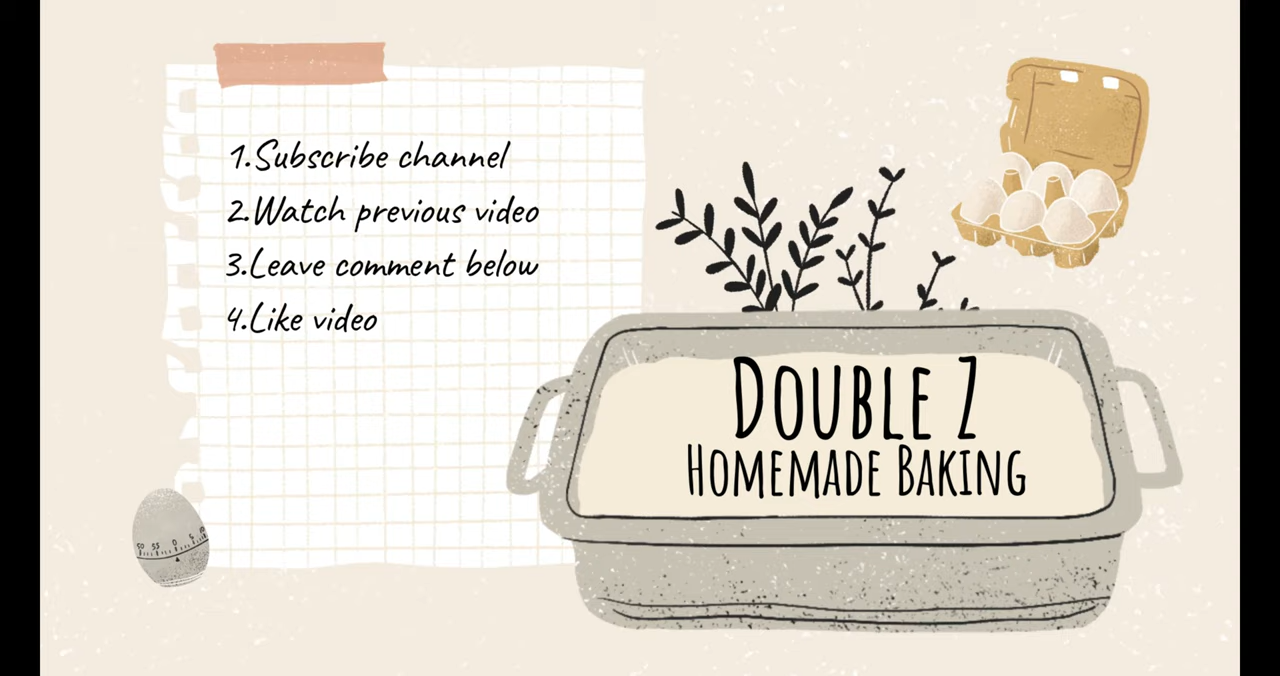 1.Subscribe channel
2.Watch previous video
3.Leave comment below
4.Like video
DOUBLE Z
HOMEMADE BAKING